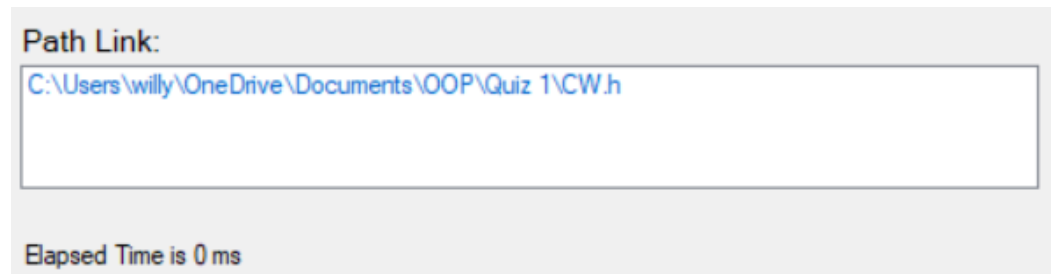 Path Link:
C:\Users\willy\OneDrive\Documents\OOP\Quiz 1\CW.h
Elapsed Time is 0 ms